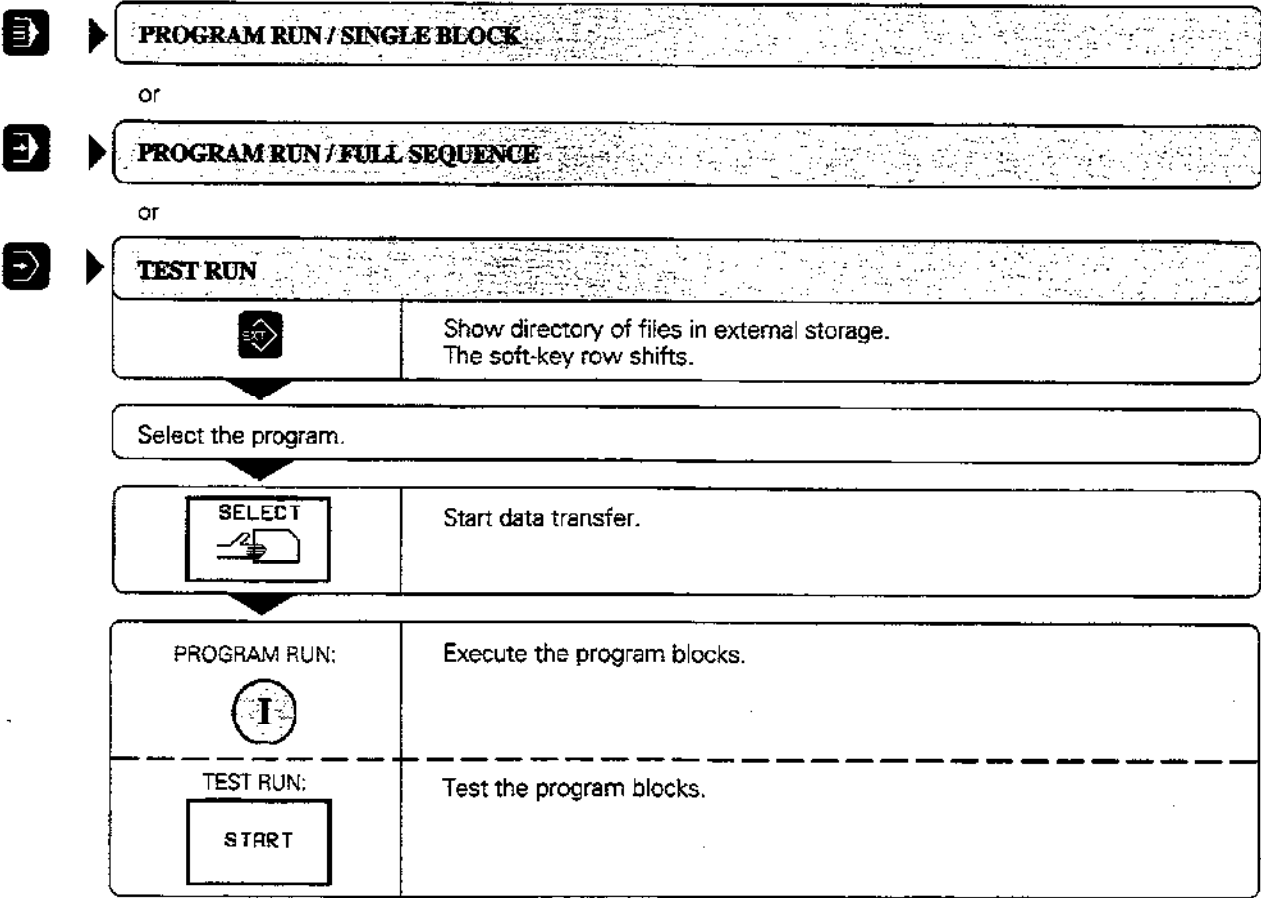 PROGRAM RUN / SINGLE BLOCK
or
PROGRAM RUN / FULL SEQUENCE
or
TEST RUN
EXT
Show directory of files in external storage.
The soft-key row shifts.
Select the program.
SELECT
Start data transfer.
PROGRAM RUN:
Execute the program blocks.
I
TEST RUN:
Test the program blocks.
START